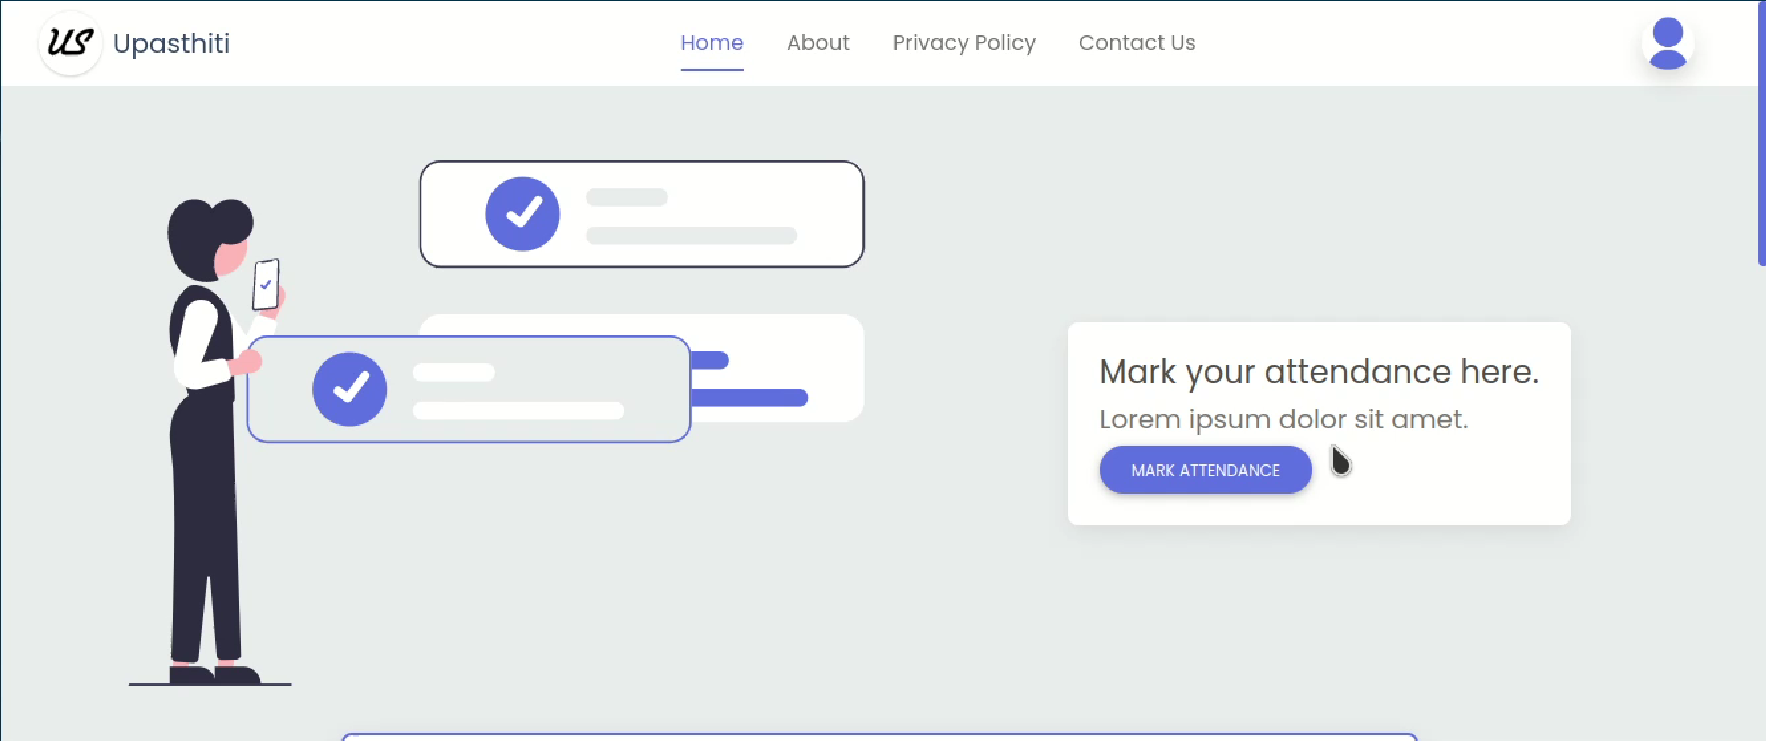 US Upasthiti
Home About Privacy Policy Contact Us
Mark your attendance here.
Lorem ipsum dolor sit amet.
MARK ATTENDANCE